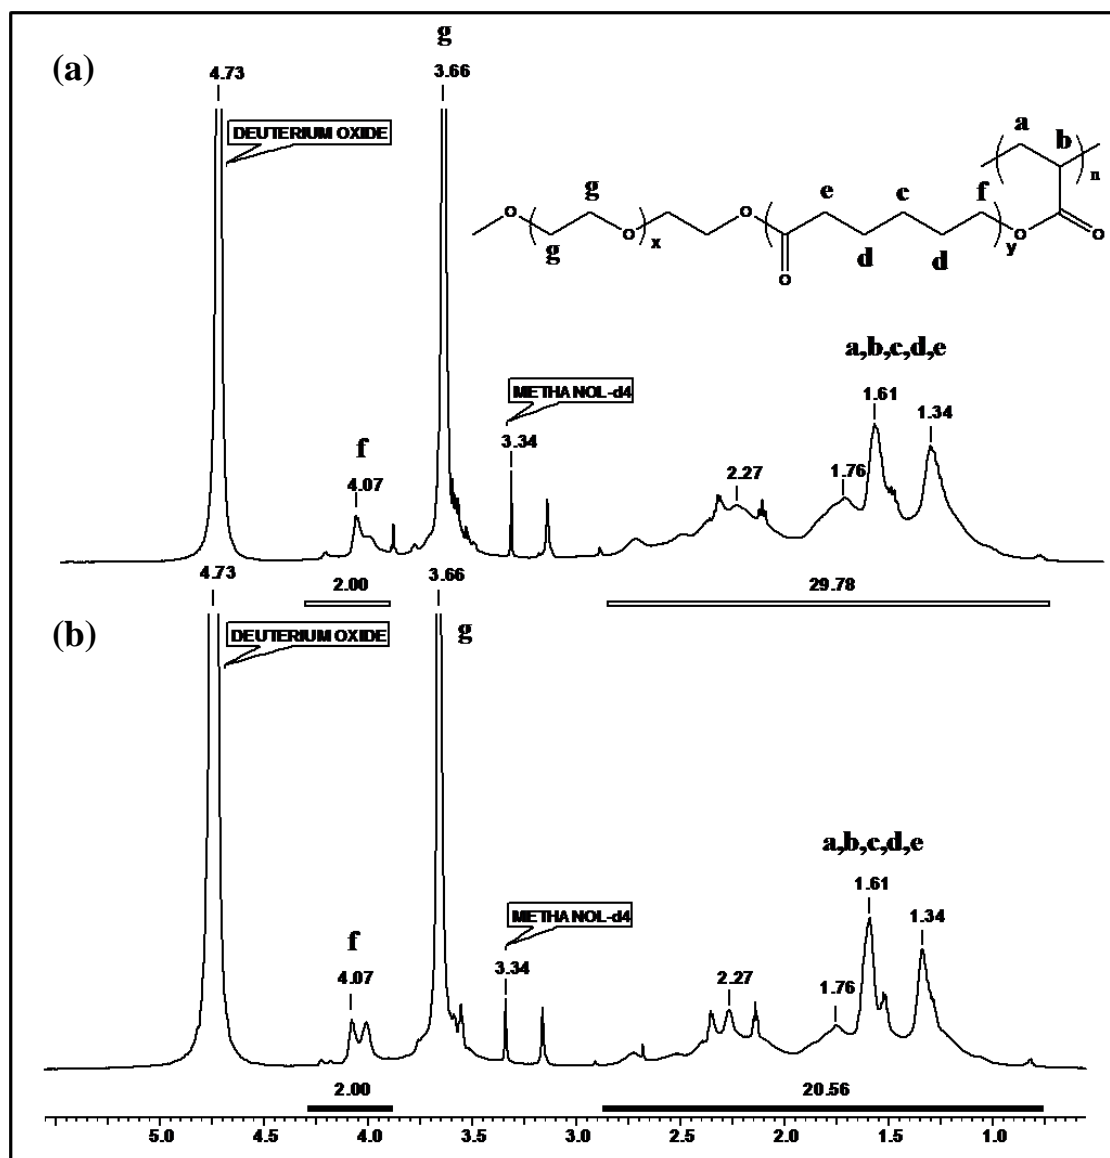 g
(a)
4.73
3.66
DEUTERIUM OXIDE
a
b
n
g
e
c
f
O
O
x
O
O
y
O
g
d
d
O
O
a,b,c,d,e
METHANOL-d4
1.61
1.34
f
3.34
4.07
2.27
1.76
4.73
3.66
2.00
29.78
(b)
DEUTERIUM OXIDE
g
a,b,c,d,e
METHANOL-d4
1.61
1.34
f
3.34
4.07
2.27
1.76
2.00
20.56
5.0 4.5 4.0 3.5 3.0 2.5 2.0 1.5 1.0